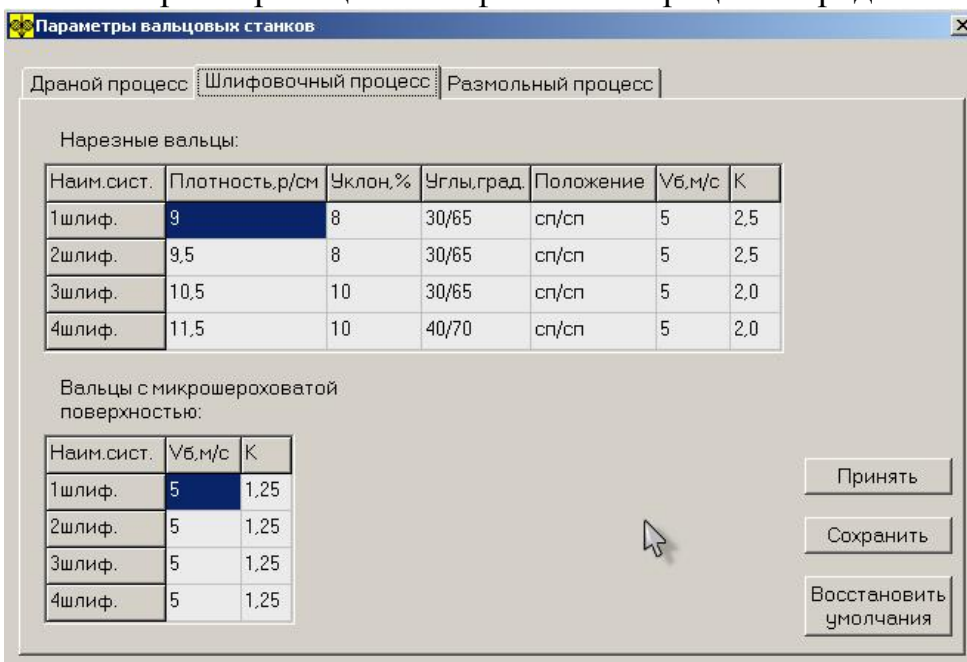 Параметры вальцовых станков
Драной процесс Шлифовочный процесс Размольный процесс
Нарезные вальцы:
Наим.сист. Плотность,р/см Уклон,% Углы,град. Положение Vб,м/с К
1шлиф. 9 8 30/65 сп/сп 5 2,5
2шлиф. 9,5 8 30/65 сп/сп 5 2,5
3шлиф. 10,5 10 30/65 сп/сп 5 2,0
4шлиф. 11,5 10 40/70 сп/сп 5 2,0
Вальцы с микрошероховатой
поверхностью:
Наим.сист. Vб,м/с К
1шлиф. 5 1,25
2шлиф. 5 1,25
3шлиф. 5 1,25
4шлиф. 5 1,25
Принять
Сохранить
Восстановить
умолчания